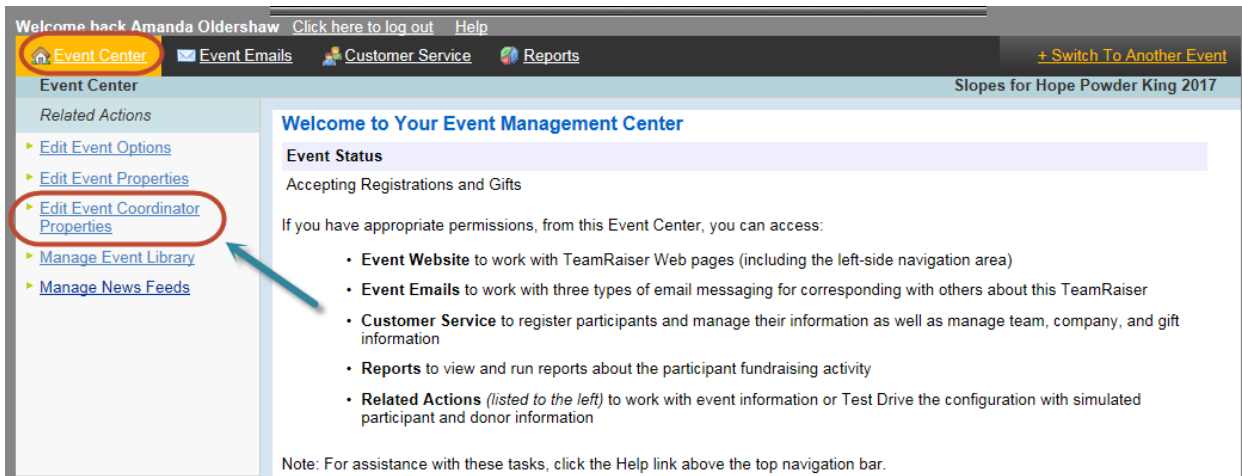 Welcome back Amanda Oldershaw Click here to log out Help
Event Center Event Emails Customer Service Reports + Switch To Another Event
Event Center Slopes for Hope Powder King 2017
Related Actions
Edit Event Options
Edit Event Properties
Edit Event Coordinator
Properties
Manage Event Library
Manage News Feeds
Welcome to Your Event Management Center
Event Status
Accepting Registrations and Gifts
If you have appropriate permissions, from this Event Center, you can access:
• Event Website to work with TeamRaiser Web pages (including the left-side navigation area)
• Event Emails to work with three types of email messaging for corresponding with others about this TeamRaiser
• Customer Service to register participants and manage their information as well as manage team, company, and gift
information
• Reports to view and run reports about the participant fundraising activity
• Related Actions (listed to the left) to work with event information or Test Drive the configuration with simulated
participant and donor information
Note: For assistance with these tasks, click the Help link above the top navigation bar.